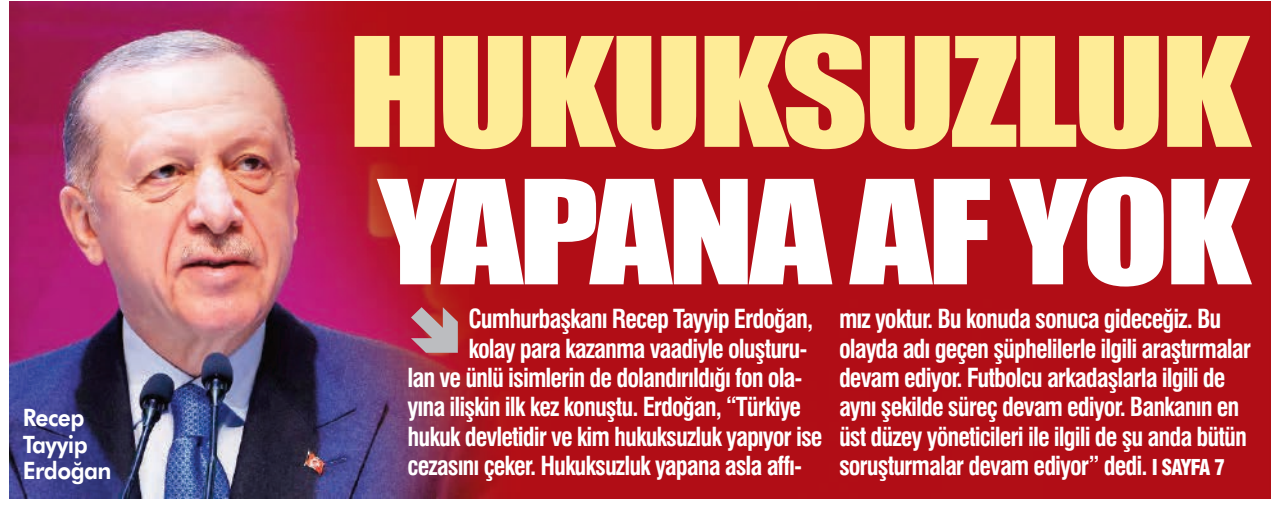 HUKUKSUZLUK
YAPANA AF YOK
Cumhurbaşkanı Recep Tayyip Erdoğan,
kolay para kazanma vaadiyle oluşturu-
lan ve ünlü isimlerin de dolandırıldığı fon ola-
yına ilişkin ilk kez konuştu. Erdoğan, “Türkiye
hukuk devletidir ve kim hukuksuzluk yapıyor ise
cezasını çeker. Hukuksuzluk yapana asla affı-
mız yoktur. Bu konuda sonuca gideceğiz. Bu
olayda adı geçen şüphelilerle ilgili araştırmalar
devam ediyor. Futbolcu arkadaşlarla ilgili de
aynı şekilde süreç devam ediyor. Bankanın en
üst düzey yöneticileri ile ilgili de şu anda bütün
soruşturmalar devam ediyor” dedi. I SAYFA 7
Recep
Tayyip
Erdoğan